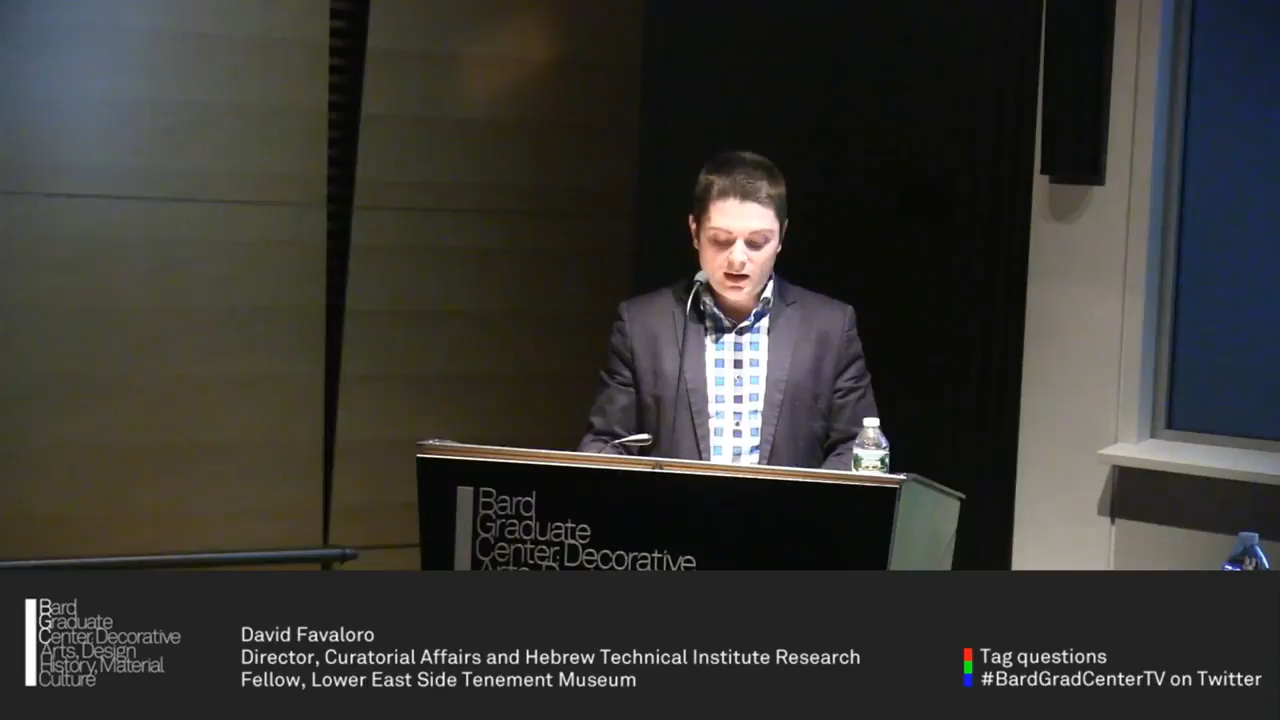 Bard
Graduate
Center: Decorative
Bard
Graduate
Center: Decorative
Arts, Design
History, Material
Culture
David Favaloro
Director, Curatorial Affairs and Hebrew Technical Institute Research
Fellow, Lower East Side Tenement Museum
Tag questions
#BardGradCenterTV on Twitter